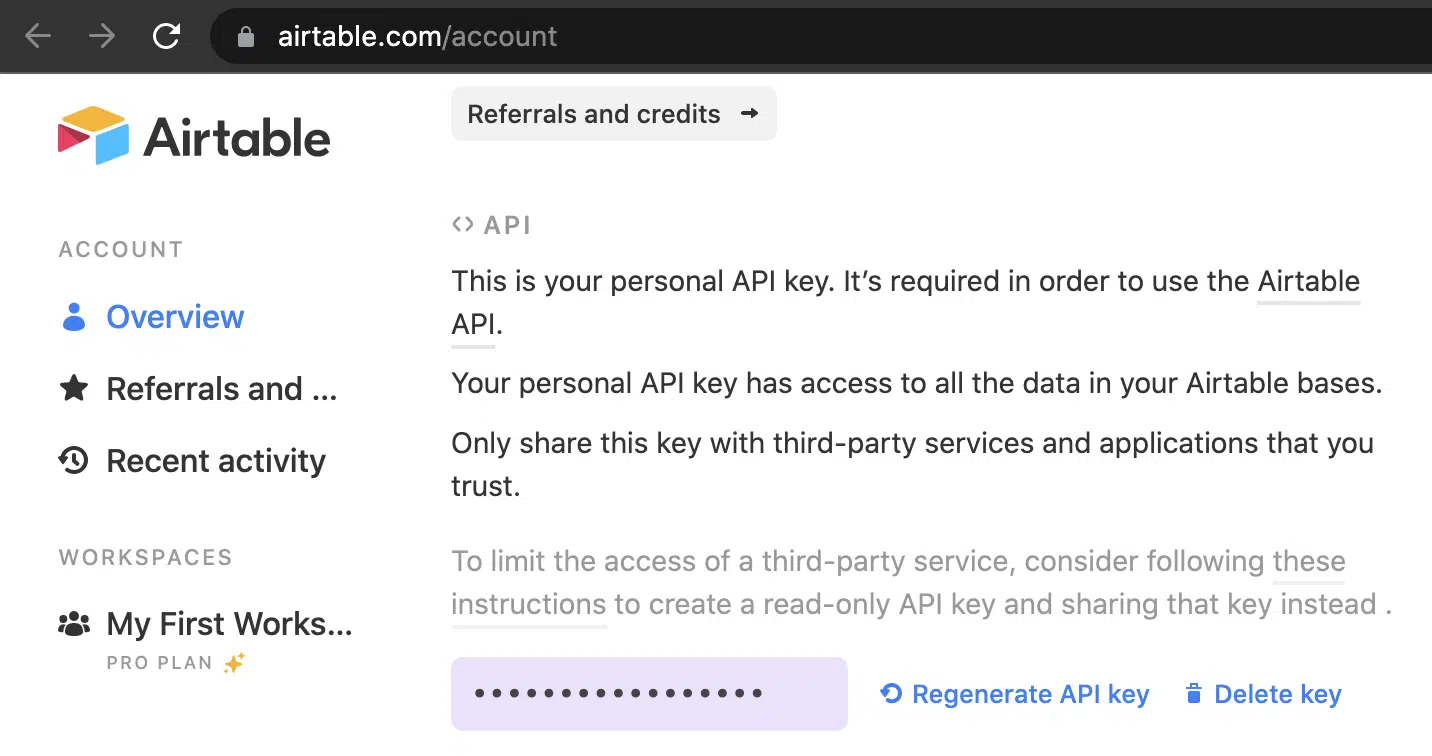 airtable.com/account
Airtable
ACCOUNT
Overview
Referrals and ...
Recent activity
WORKSPACES
My First Works...
PRO PLAN
Referrals and credits →
<> API
This is your personal API key. It’s required in order to use the Airtable
API.
Your personal API key has access to all the data in your Airtable bases.
Only share this key with third-party services and applications that you
trust.
To limit the access of a third-party service, consider following these
instructions to create a read-only API key and sharing that key instead .
•••••••••••••••••
Regenerate API key
Delete key